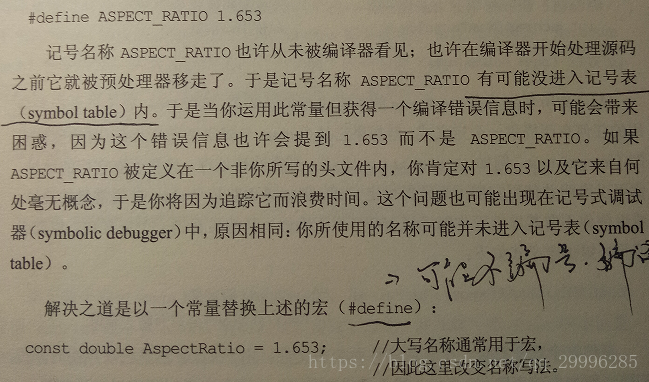 #define ASPECT_RATIO 1.653
记号名称 ASPECT_RATIO 也许从未被编译器看见；也许在编译器开始处理源码
之前它就被预处理器移走了。于是记号名称 ASPECT_RATIO 有可能没进入记号表
（symbol table）内。于是当你运用此常量但获得一个编译错误信息时，可能会带来
困惑，因为这个错误信息也许会提到 1.653 而不是 ASPECT_RATIO。如果
ASPECT_RATIO 被定义在一个非你所写的头文件内，你肯定对 1.653 以及它来自何
处毫无概念，于是你将因为追踪它而浪费时间。这个问题也可能出现在记号式调试
器（symbolic debugger）中，原因相同：你所使用的名称可能并未进入记号表（symbol
table）。
可能不
解决之道是以一个常量替换上述的宏（#define）：
const double AspectRatio = 1.653; //大写名称通常用于宏，
//因此这里改变名称写法。
29996285